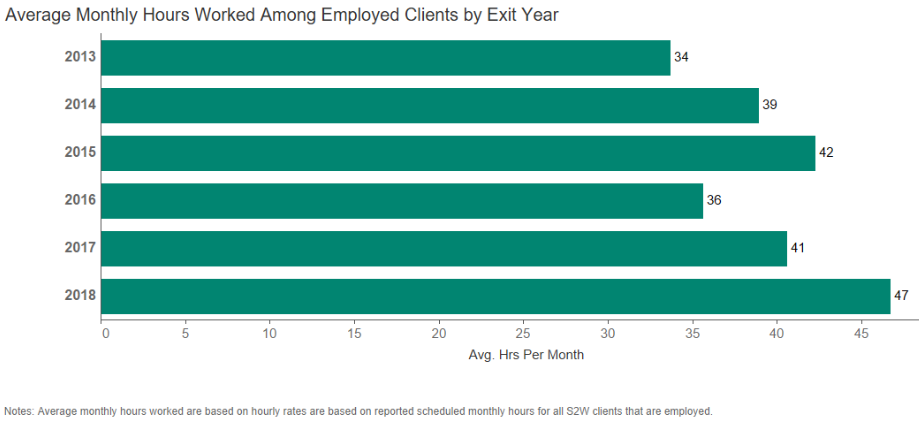 Average Monthly Hours Worked Among Employed Clients by Exit Year
2013 34
2014 39
2015 42
2016 36
2017 41
2018 47
0 5 10 15 20 25 30 35 40 45
Avg. Hrs Per Month
Notes: Average monthly hours worked are based on hourly rates are based on reported scheduled monthly hours for all S2W clients that are employed.